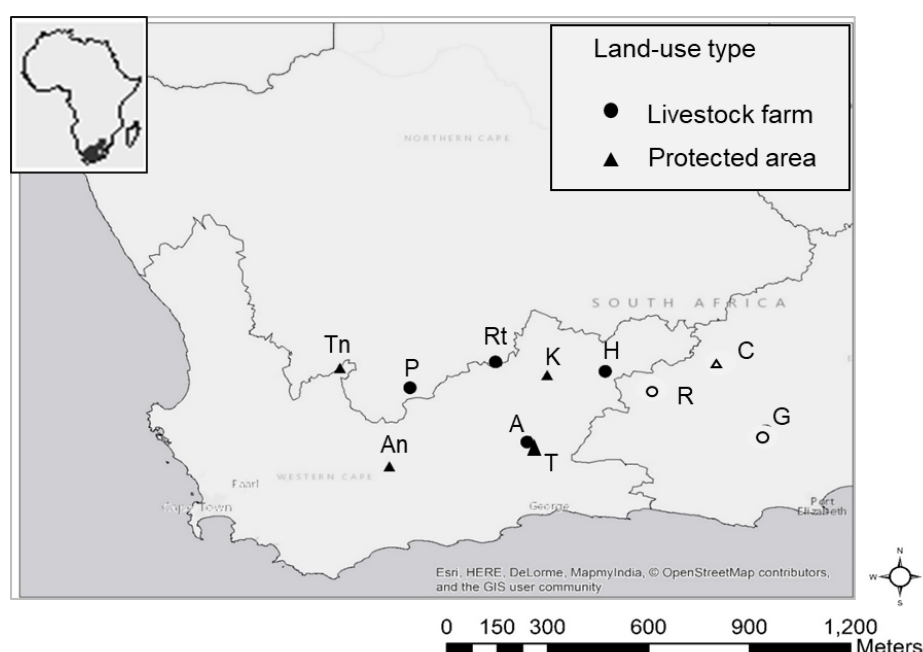 Land-use type
Livestock farm
Protected area
NORTHERN CAPE
SOUTH AFRICA
Tn
P
Rt
K
H
C
R
G
A
T
An
WESTERN CAPE
Paarl
Cape Town
George
Port
Elizabeth
Esri, HERE, DeLorme, MapmyIndia, © OpenStreetMap contributors,
and the GIS user community
N
W
S
0 150 300 600 900 1,200
Meters